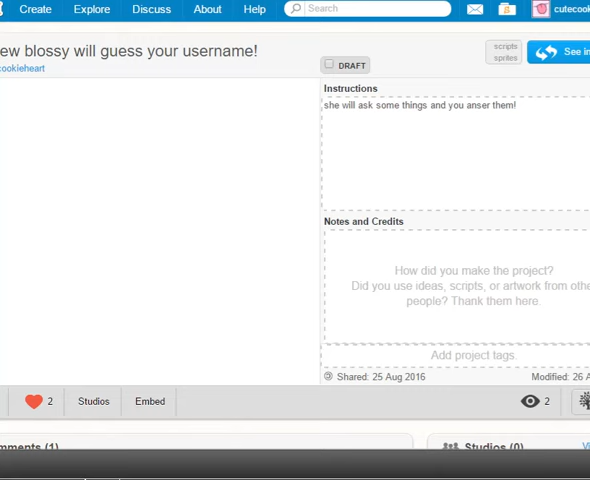 Create Explore Discuss About Help Search cutecook
ew blossy will guess your username!
cookieheart
DRAFT
scripts
sprites
See in
Instructions
she will ask some things and you anser them!
Notes and Credits
How did you make the project?
Did you use ideas, scripts, or artwork from othe
people? Thank them here.
Add project tags.
Shared: 25 Aug 2016 Modified: 26 A
2 Studios Embed 2
mments (1) Studios (0) Vi